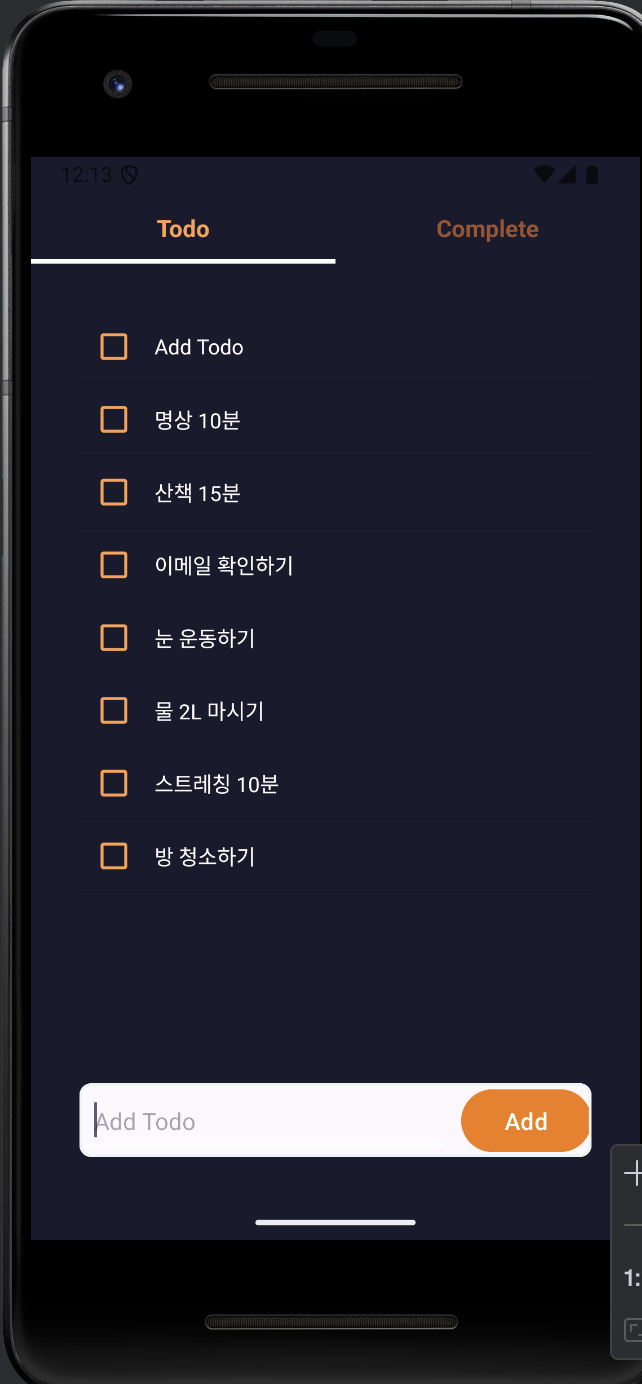 12:13
Todo Complete
Add Todo
명상 10분
산책 15분
이메일 확인하기
눈 운동하기
물 2L 마시기
스트레칭 10분
방 청소하기
Add Todo Add
1: